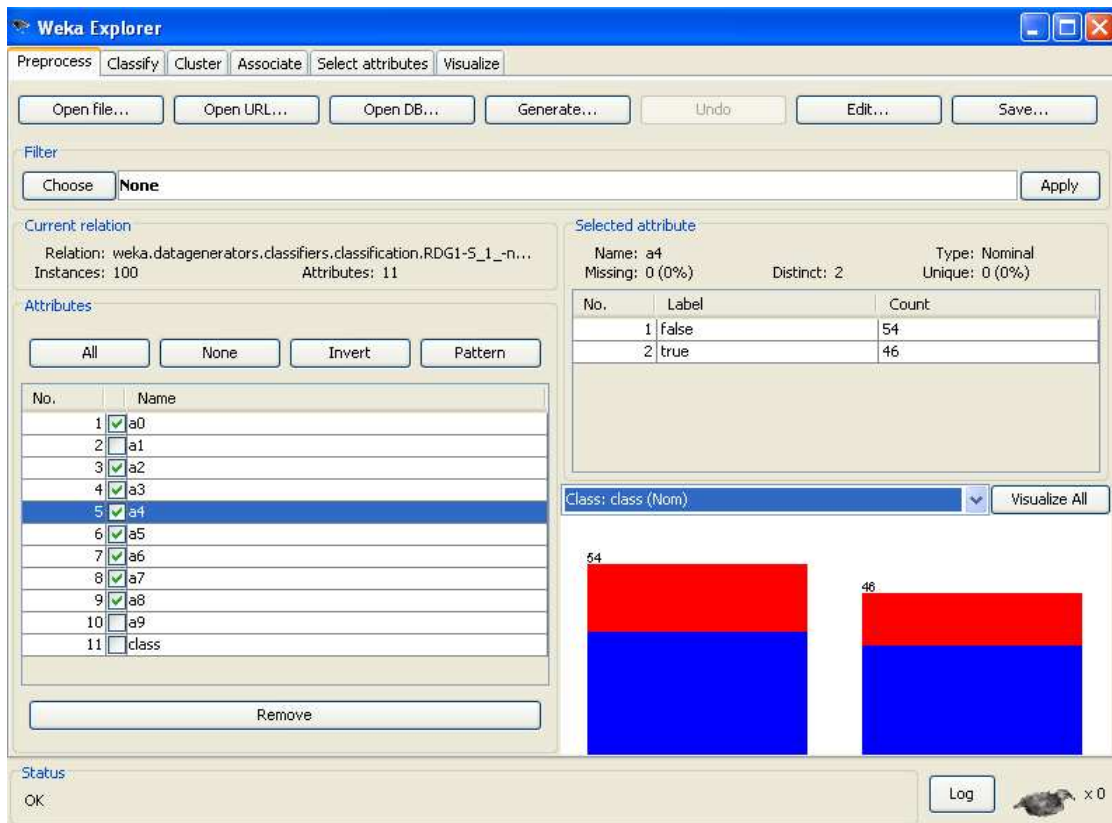 Weka Explorer
Preprocess Classify Cluster Associate Select attributes Visualize
Open file... Open URL... Open DB... Generate... Undo Edit... Save...
Filter
Choose None Apply
Current relation
Relation: weka.datagenerators.classifiers.classification.RDG1-S_1_-n...
Instances: 100 Attributes: 11
Attributes
All None Invert Pattern
No. Name
1 a0
2 a1
3 a2
4 a3
5 a4
6 a5
7 a6
8 a7
9 a8
10 a9
11 class
Remove
Selected attribute
Name: a4 Type: Nominal
Missing: 0 (0%) Distinct: 2 Unique: 0 (0%)
No. Label Count
1 false 54
2 true 46
Class: class (Nom) Visualize All
54
46
Status
OK
Log x 0